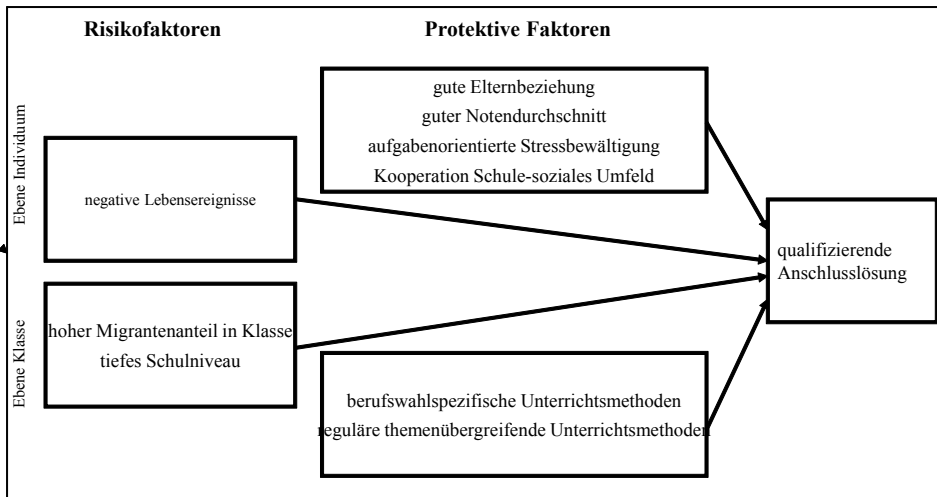 Risikofaktoren
Protektive Faktoren
Ebene Individuum
negative Lebensereignisse
gute Elternbeziehung
guter Notendurchschnitt
aufgabenorientierte Stressbewältigung
Kooperation Schule-soziales Umfeld
qualifizierende
Anschlusslösung
Ebene Klasse
hoher Migrantenanteil in Klasse
tiefes Schulniveau
berufswahlspezifische Unterrichtsmethoden
reguläre themenübergreifende Unterrichtsmethoden